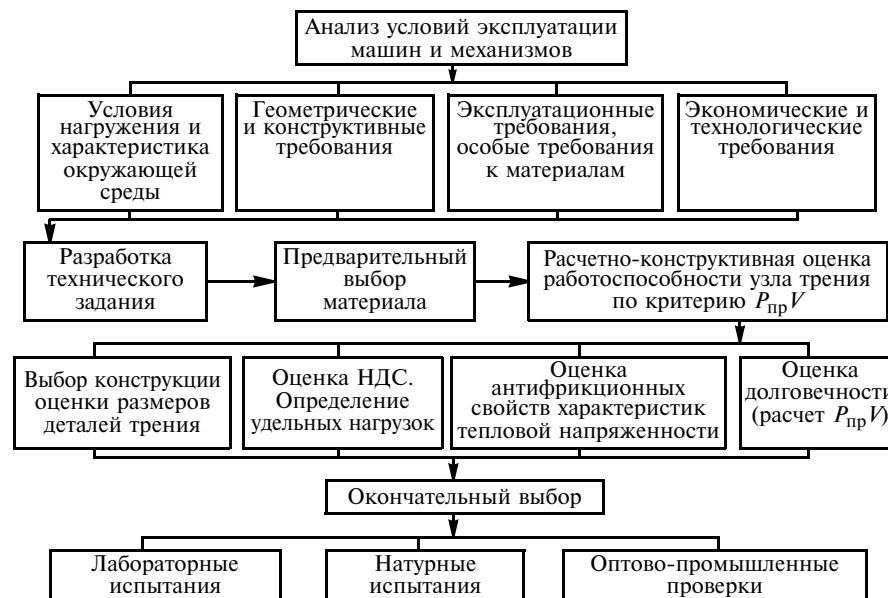 Анализ условий эксплуатации
машин и механизмов
Условия
нагружения и
характеристика
окружающей
среды
Геометрические
и конструктивные
требования
Эксплуатационные
требования,
особые требования
к материалам
Экономические и
технологические
требования
Разработка
технического
задания
Предварительный
выбор
материала
Расчетно-конструктивная оценка
работоспособности узла трения
по критерию PпрV
Выбор конструкции
оценки размеров
деталей трения
Оценка НДС.
Определение
удельных нагрузок
Оценка
антифрикционных
свойств характеристик
тепловой напряженности
Оценка
долговечности
(расчет PпрV)
Окончательный выбор
Лабораторные
испытания
Натурные
испытания
Оптово-промышленные
проверки